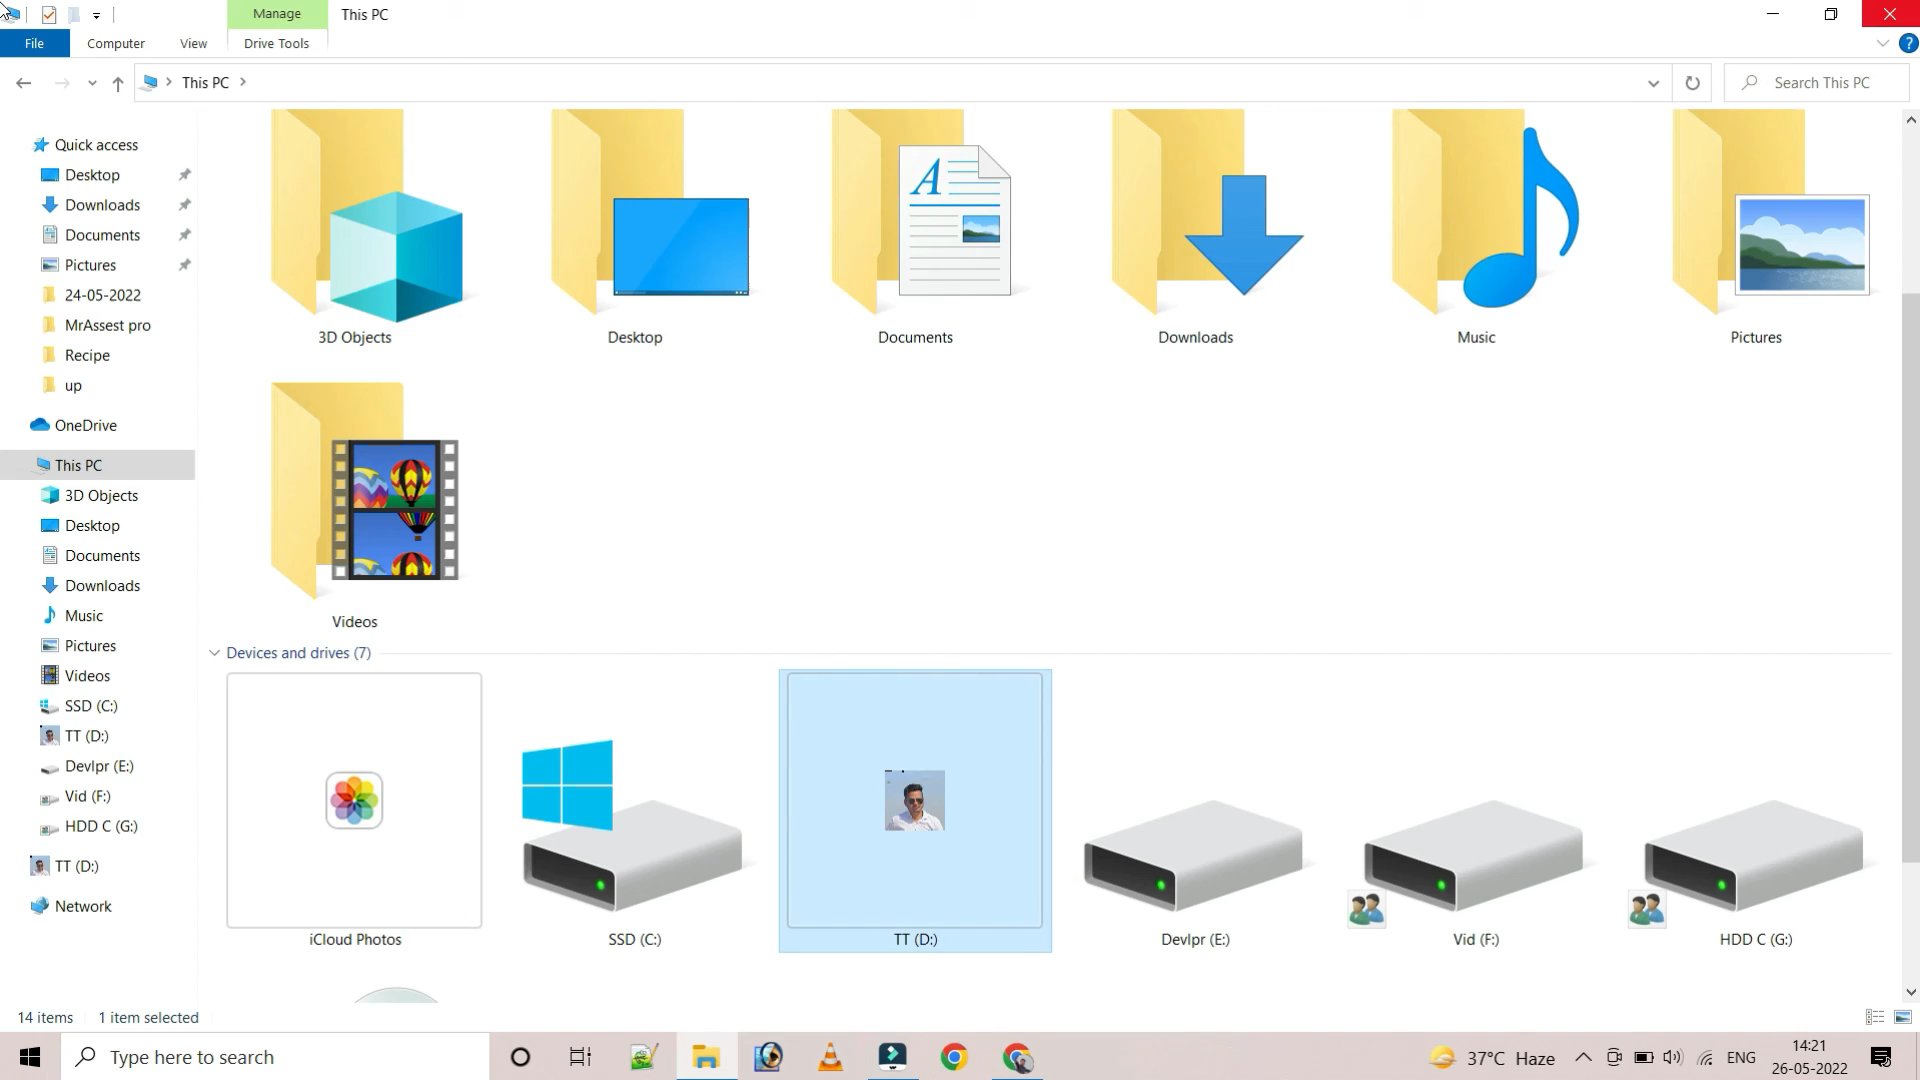 Manage
This PC
File
Computer
View
Drive Tools
This PC
Search This PC
Quick access
Desktop
Downloads
Documents
Pictures
24-05-2022
MrAssest pro
Recipe
up
OneDrive
This PC
3D Objects
Desktop
Documents
Downloads
Music
Pictures
Videos
SSD (C:)
TT (D:)
Devlpr (E:)
Vid (F:)
HDD C (G:)
TT (D:)
Network
3D Objects
Desktop
Documents
Downloads
Music
Pictures
Videos
Devices and drives (7)
iCloud Photos
SSD (C:)
TT (D:)
Devlpr (E:)
Vid (F:)
HDD C (G:)
14 items
1 item selected
Type here to search
37°C Haze
ENG
14:21
26-05-2022